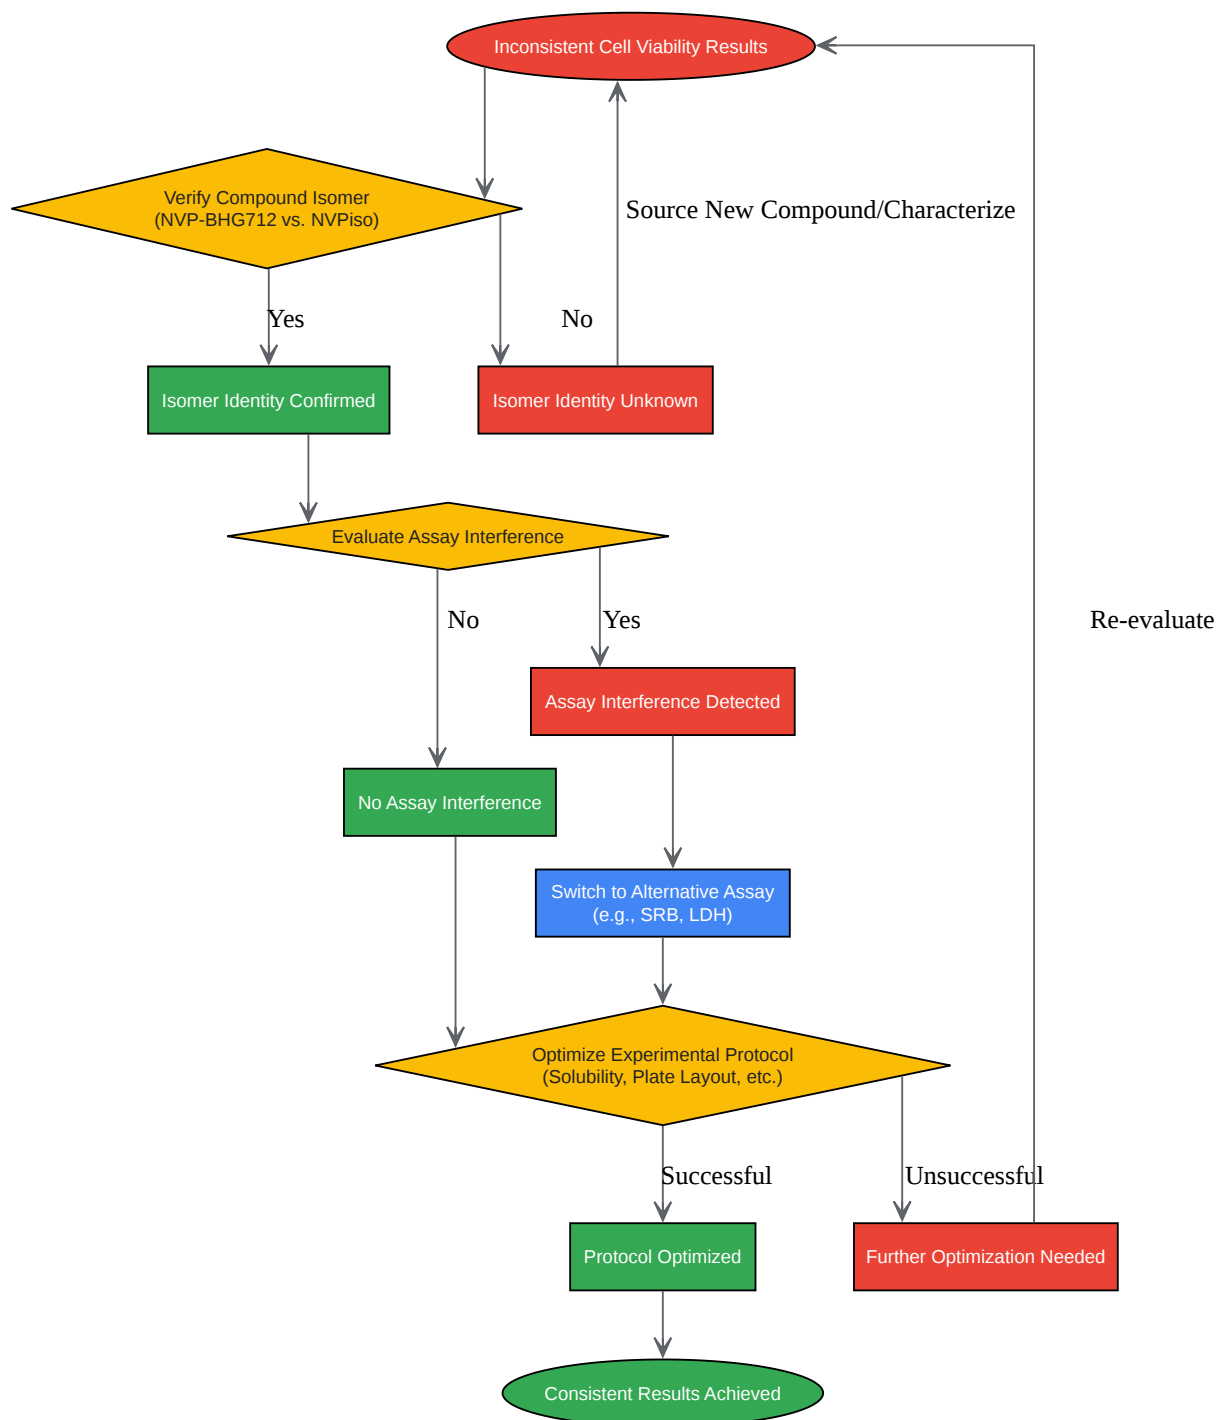 Inconsistent Cell Viability Results
Verify Compound Isomer
(NVP-BHG712 vs. NVPiso)
Source New Compound/Characterize
Yes
No
Isomer Identity Confirmed
Isomer Identity Unknown
Evaluate Assay Interference
No
Yes
Re-evaluate
Assay Interference Detected
No Assay Interference
Switch to Alternative Assay
(e.g., SRB, LDH)
Optimize Experimental Protocol
(Solubility, Plate Layout, etc.)
Successful
Unsuccessful
Protocol Optimized
Further Optimization Needed
Consistent Results Achieved